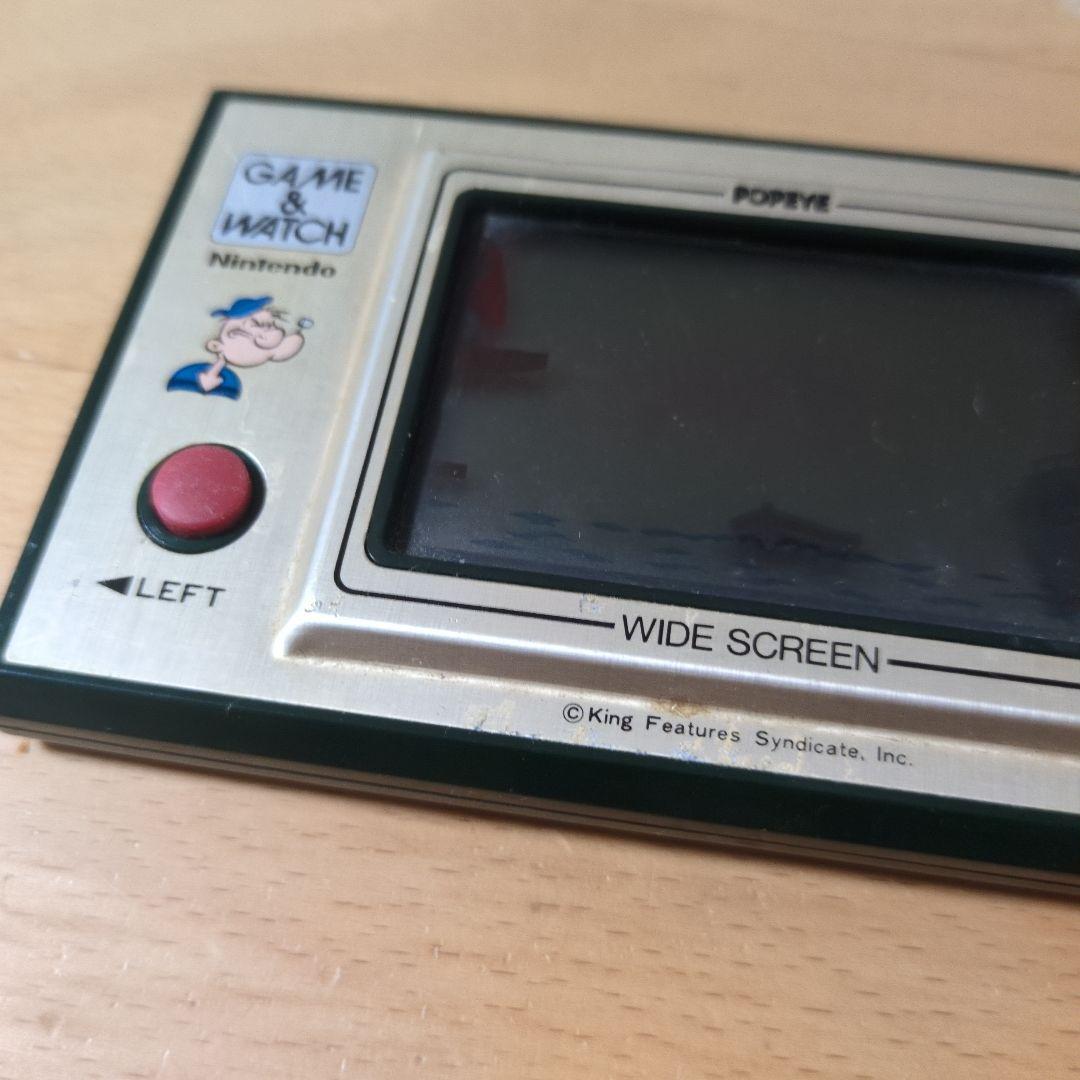 GAME
&
WATCH
Nintendo
POPEYE
◀LEFT
WIDE SCREEN
©King Features Syndicate, Inc.